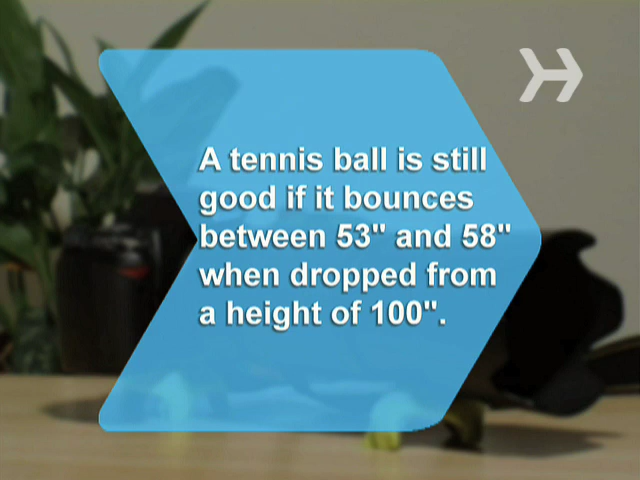 A tennis ball is still
good if it bounces
between 53" and 58"
when dropped from
a height of 100".